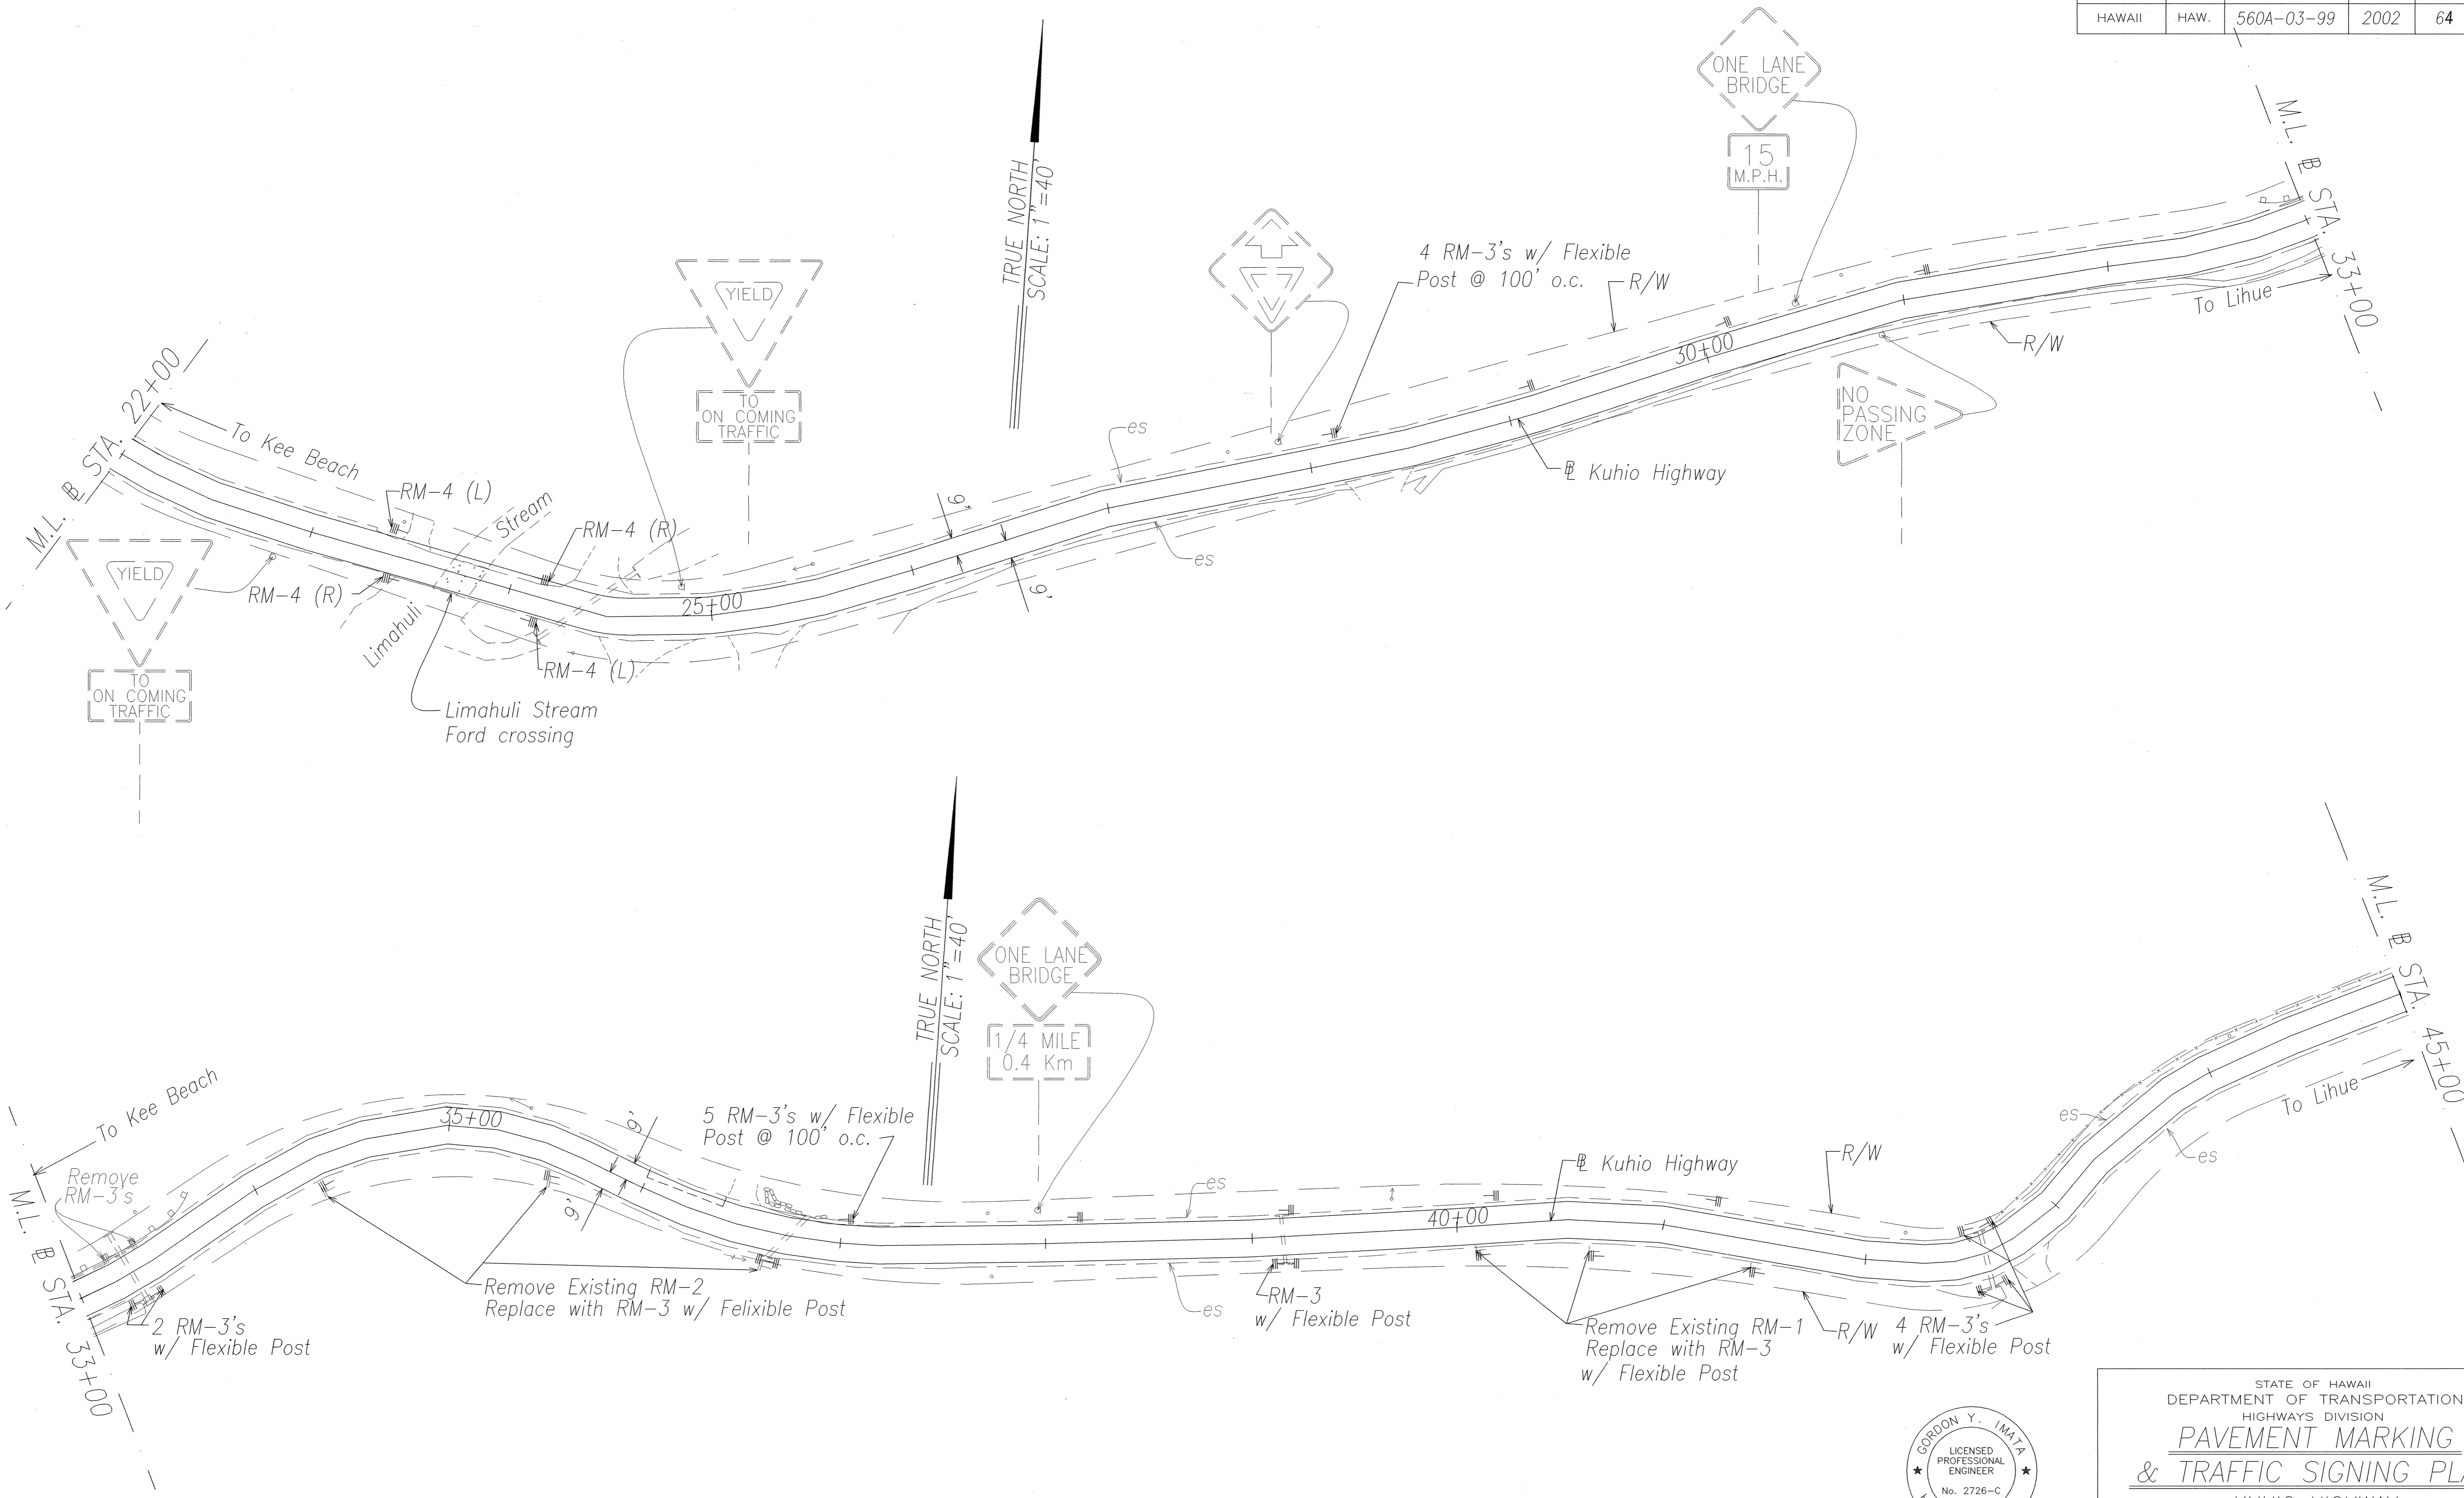 HAWAII HAW. 560A-03-99 2002 64
ONE LANE
BRIDGE
15
M.P.H.
M.L. ⅊ STA. 33+00
TRUE NORTH
SCALE: 1"=40'
4 RM-3's w/ Flexible
Post @ 100' o.c.
R/W
To Lihue
R/W
YIELD
TO
ON COMING
TRAFFIC
30+00
NO
PASSING
ZONE
M.L. ⅊ STA. 22+00
To Kee Beach
es
⅊ Kuhio Highway
RM-4 (L)
Stream
RM-4 (R)
9'
9'
es
YIELD
RM-4 (R)
25+00
Limahuli
RM-4 (L)
TO
ON COMING
TRAFFIC
Limahuli Stream
Ford crossing
M.L. ⅊ STA. 45+00
TRUE NORTH
SCALE: 1"=40'
ONE LANE
BRIDGE
1/4 MILE
0.4 Km
To Kee Beach
35+00
9'
9'
5 RM-3's w/ Flexible
Post @ 100' o.c.
es
To Lihue
es
Remove
RM-3's
es
⅊ Kuhio Highway
R/W
40+00
M.L. ⅊ STA. 33+00
Remove Existing RM-2
Replace with RM-3 w/ Felixible Post
es
RM-3
w/ Flexible Post
2 RM-3's
w/ Flexible Post
Remove Existing RM-1
Replace with RM-3
w/ Flexible Post
R/W
4 RM-3's
w/ Flexible Post
GORDON Y. IMATA
LICENSED
PROFESSIONAL
ENGINEER
No. 2726-C
STATE OF HAWAII
DEPARTMENT OF TRANSPORTATION
HIGHWAYS DIVISION
PAVEMENT MARKING
& TRAFFIC SIGNING PLA